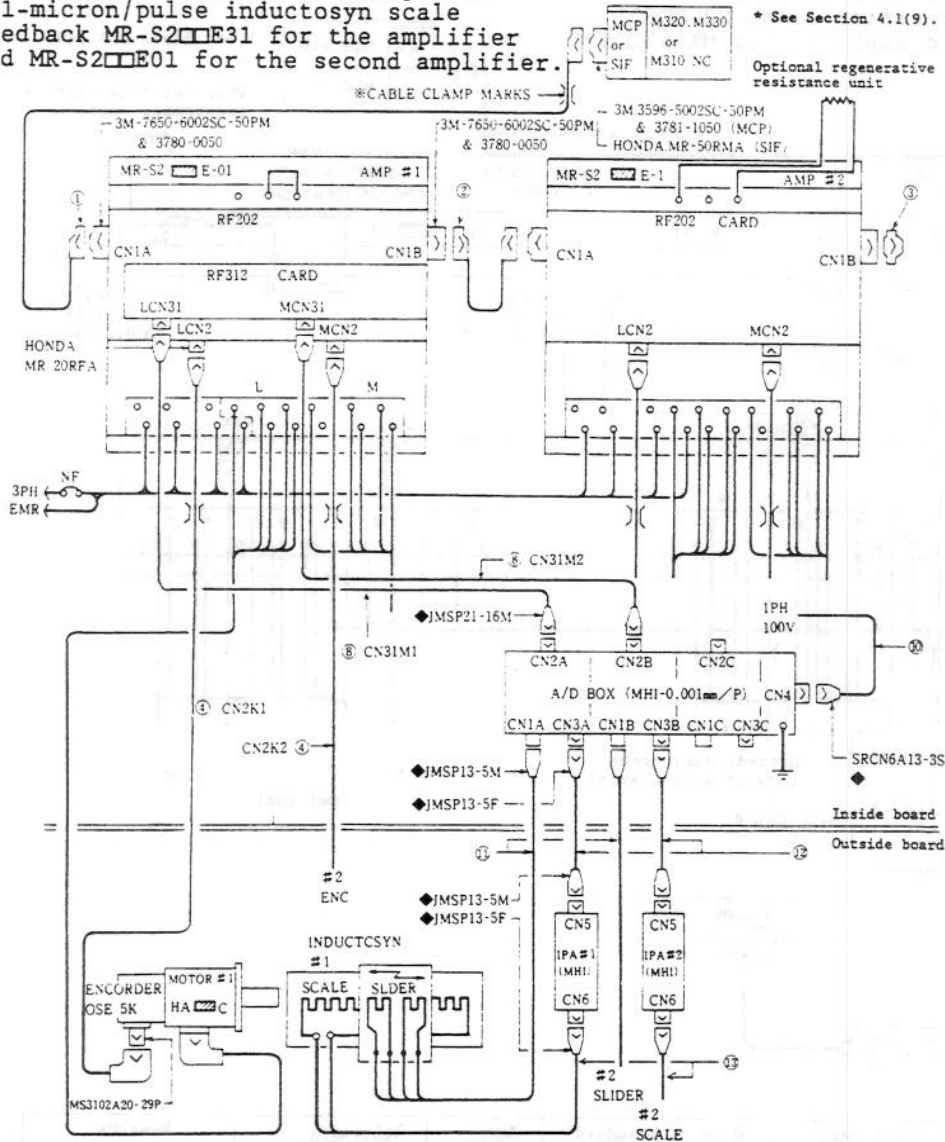 1-micron/pulse inductosyn scale
edback MR-S2□□E31 for the amplifier
d MR-S2□□E01 for the second amplifier.
MCP
or
SIF
M320.M330
or
M310 NC
* See Section 4.1(9).
Optional regenerative
resistance unit
※CABLE CLAMP MARKS
3M-7650-6002SC-50PM
& 3780-0050
3M-7650-6002SC-50PM
& 3780-0050
3M.3596-5002SC-50PM
& 3781-1050 (MCP)
HONDA.MR-50RMA (SIF)
MR-S2 E-01
AMP. #1
MR-S2 E-1
AMP #2
①
②
③
RF202
RF202 CARD
CN1A
CN1B
CN1A
CN1B
RF312 CARD
LCN31
MCN31
LCN2
MCN2
LCN2
MCN2
HONDA
MR 20RFA
L
M
3PH
NF
EMR
⑧ CN31M2
◆JMSP21-16M
1PH
100V
⑧ CN31M1
⑩
CN2A
CN2B
CN2C
A/D BOX (MHI-0.001mm/P)
CN4
④ CN2K1
CN1A
CN3A
CN1B
CN3B
CN1C
CN3C
CN2K2 ④
SRCN6A13-3S
◆
◆JMSP13-5M
◆JMSP13-5F
Inside board
Outside board
⑪
⑫
#2
ENC
◆JMSP13-5M
◆JMSP13-5F
INDUCTCSYN
#1
SCALE
SLDER
CN5
IPA#1
(MHI)
CN6
CN5
IPA#2
(MHI)
CN6
ENCORDER
OSE 5K
MOTOR #1
HA C
⑬
MS3102A20-29P
#2
SLIDER
#2
SCALE